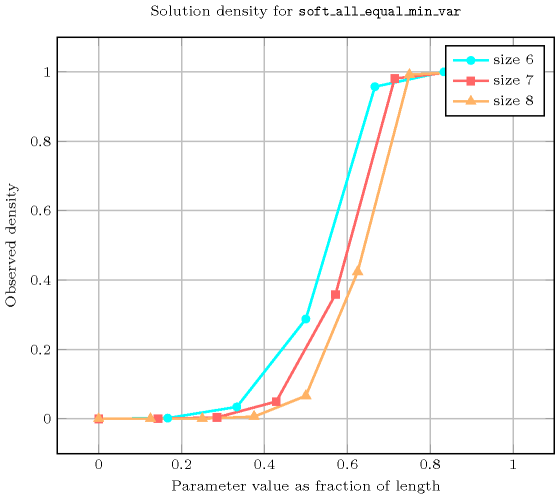 Solution density for soft_all_equal_min_var
size 6
size 7
size 8
1
0.8
0.6
0.4
0.2
0
Observed density
0 0.2 0.4 0.6 0.8 1
Parameter value as fraction of length